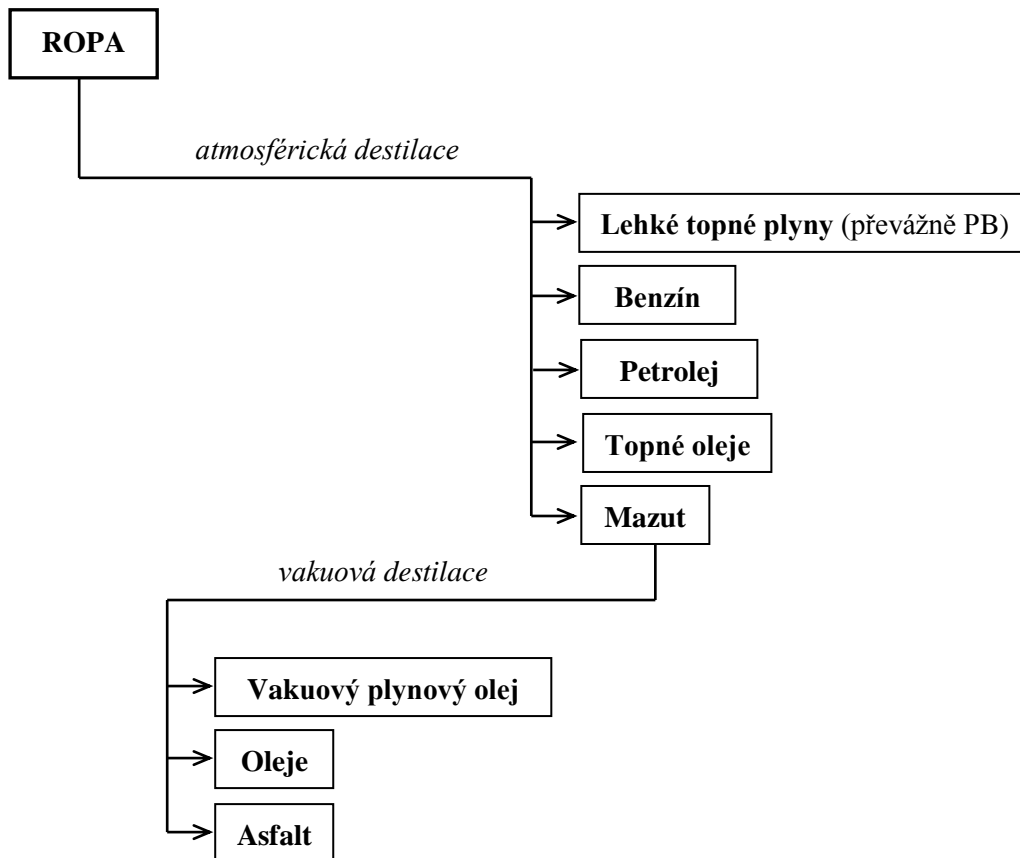 ROPA
atmosférická destilace
Lehké topné plyny (převážně PB)
Benzín
Petrolej
Topné oleje
Mazut
vakuová destilace
Vakuový plynový olej
Oleje
Asfalt